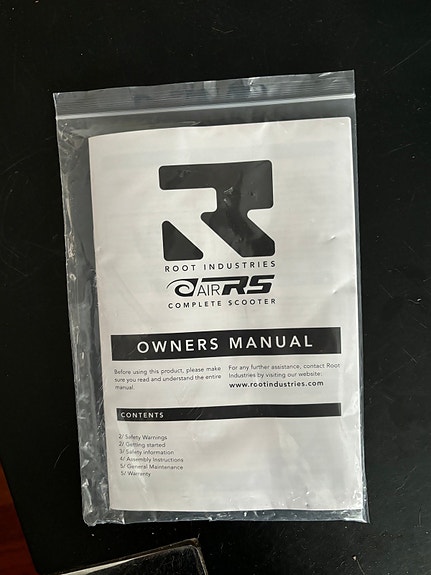 ROOT INDUSTRIES
AIR RS
COMPLETE SCOOTER
OWNERS MANUAL
Before using this product, please make
sure you read and understand the entire
manual.
For any further assistance, contact Root
Industries by visiting our website:
www.rootindustries.com
CONTENTS
2/ Safety Warnings
2/ Getting started
3/ Safety information
4/ Assembly Instructions
5/ General Maintenance
5/ Warrenty